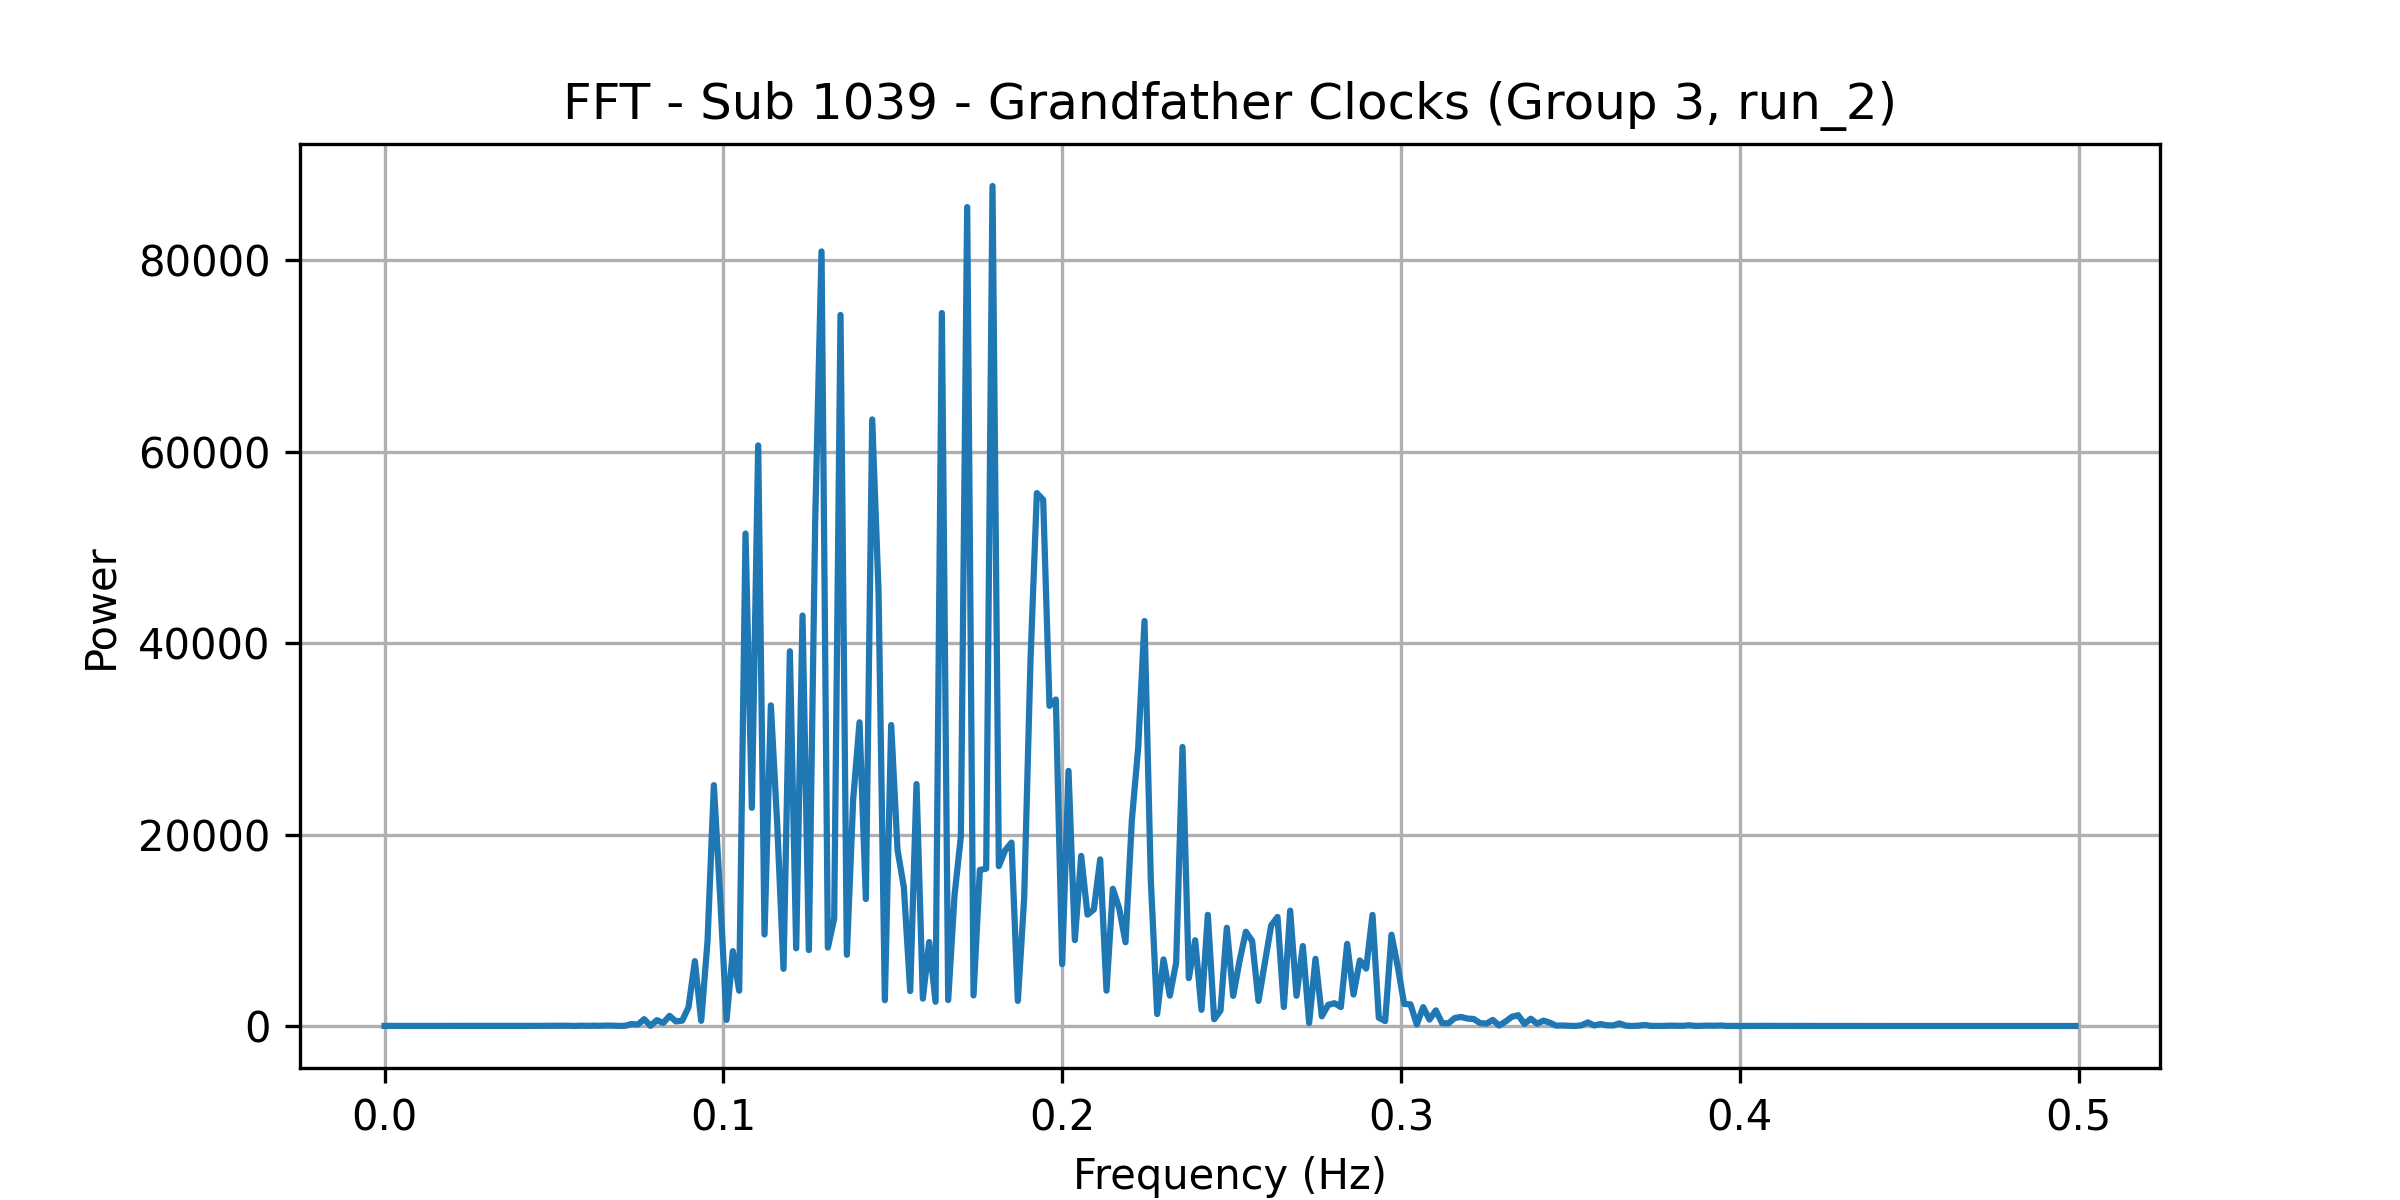 FFT - Sub 1039 - Grandfather Clocks (Group 3, run_2)
Power
80000
60000
40000
20000
0
0.0 0.1 0.2 0.3 0.4 0.5
Frequency (Hz)